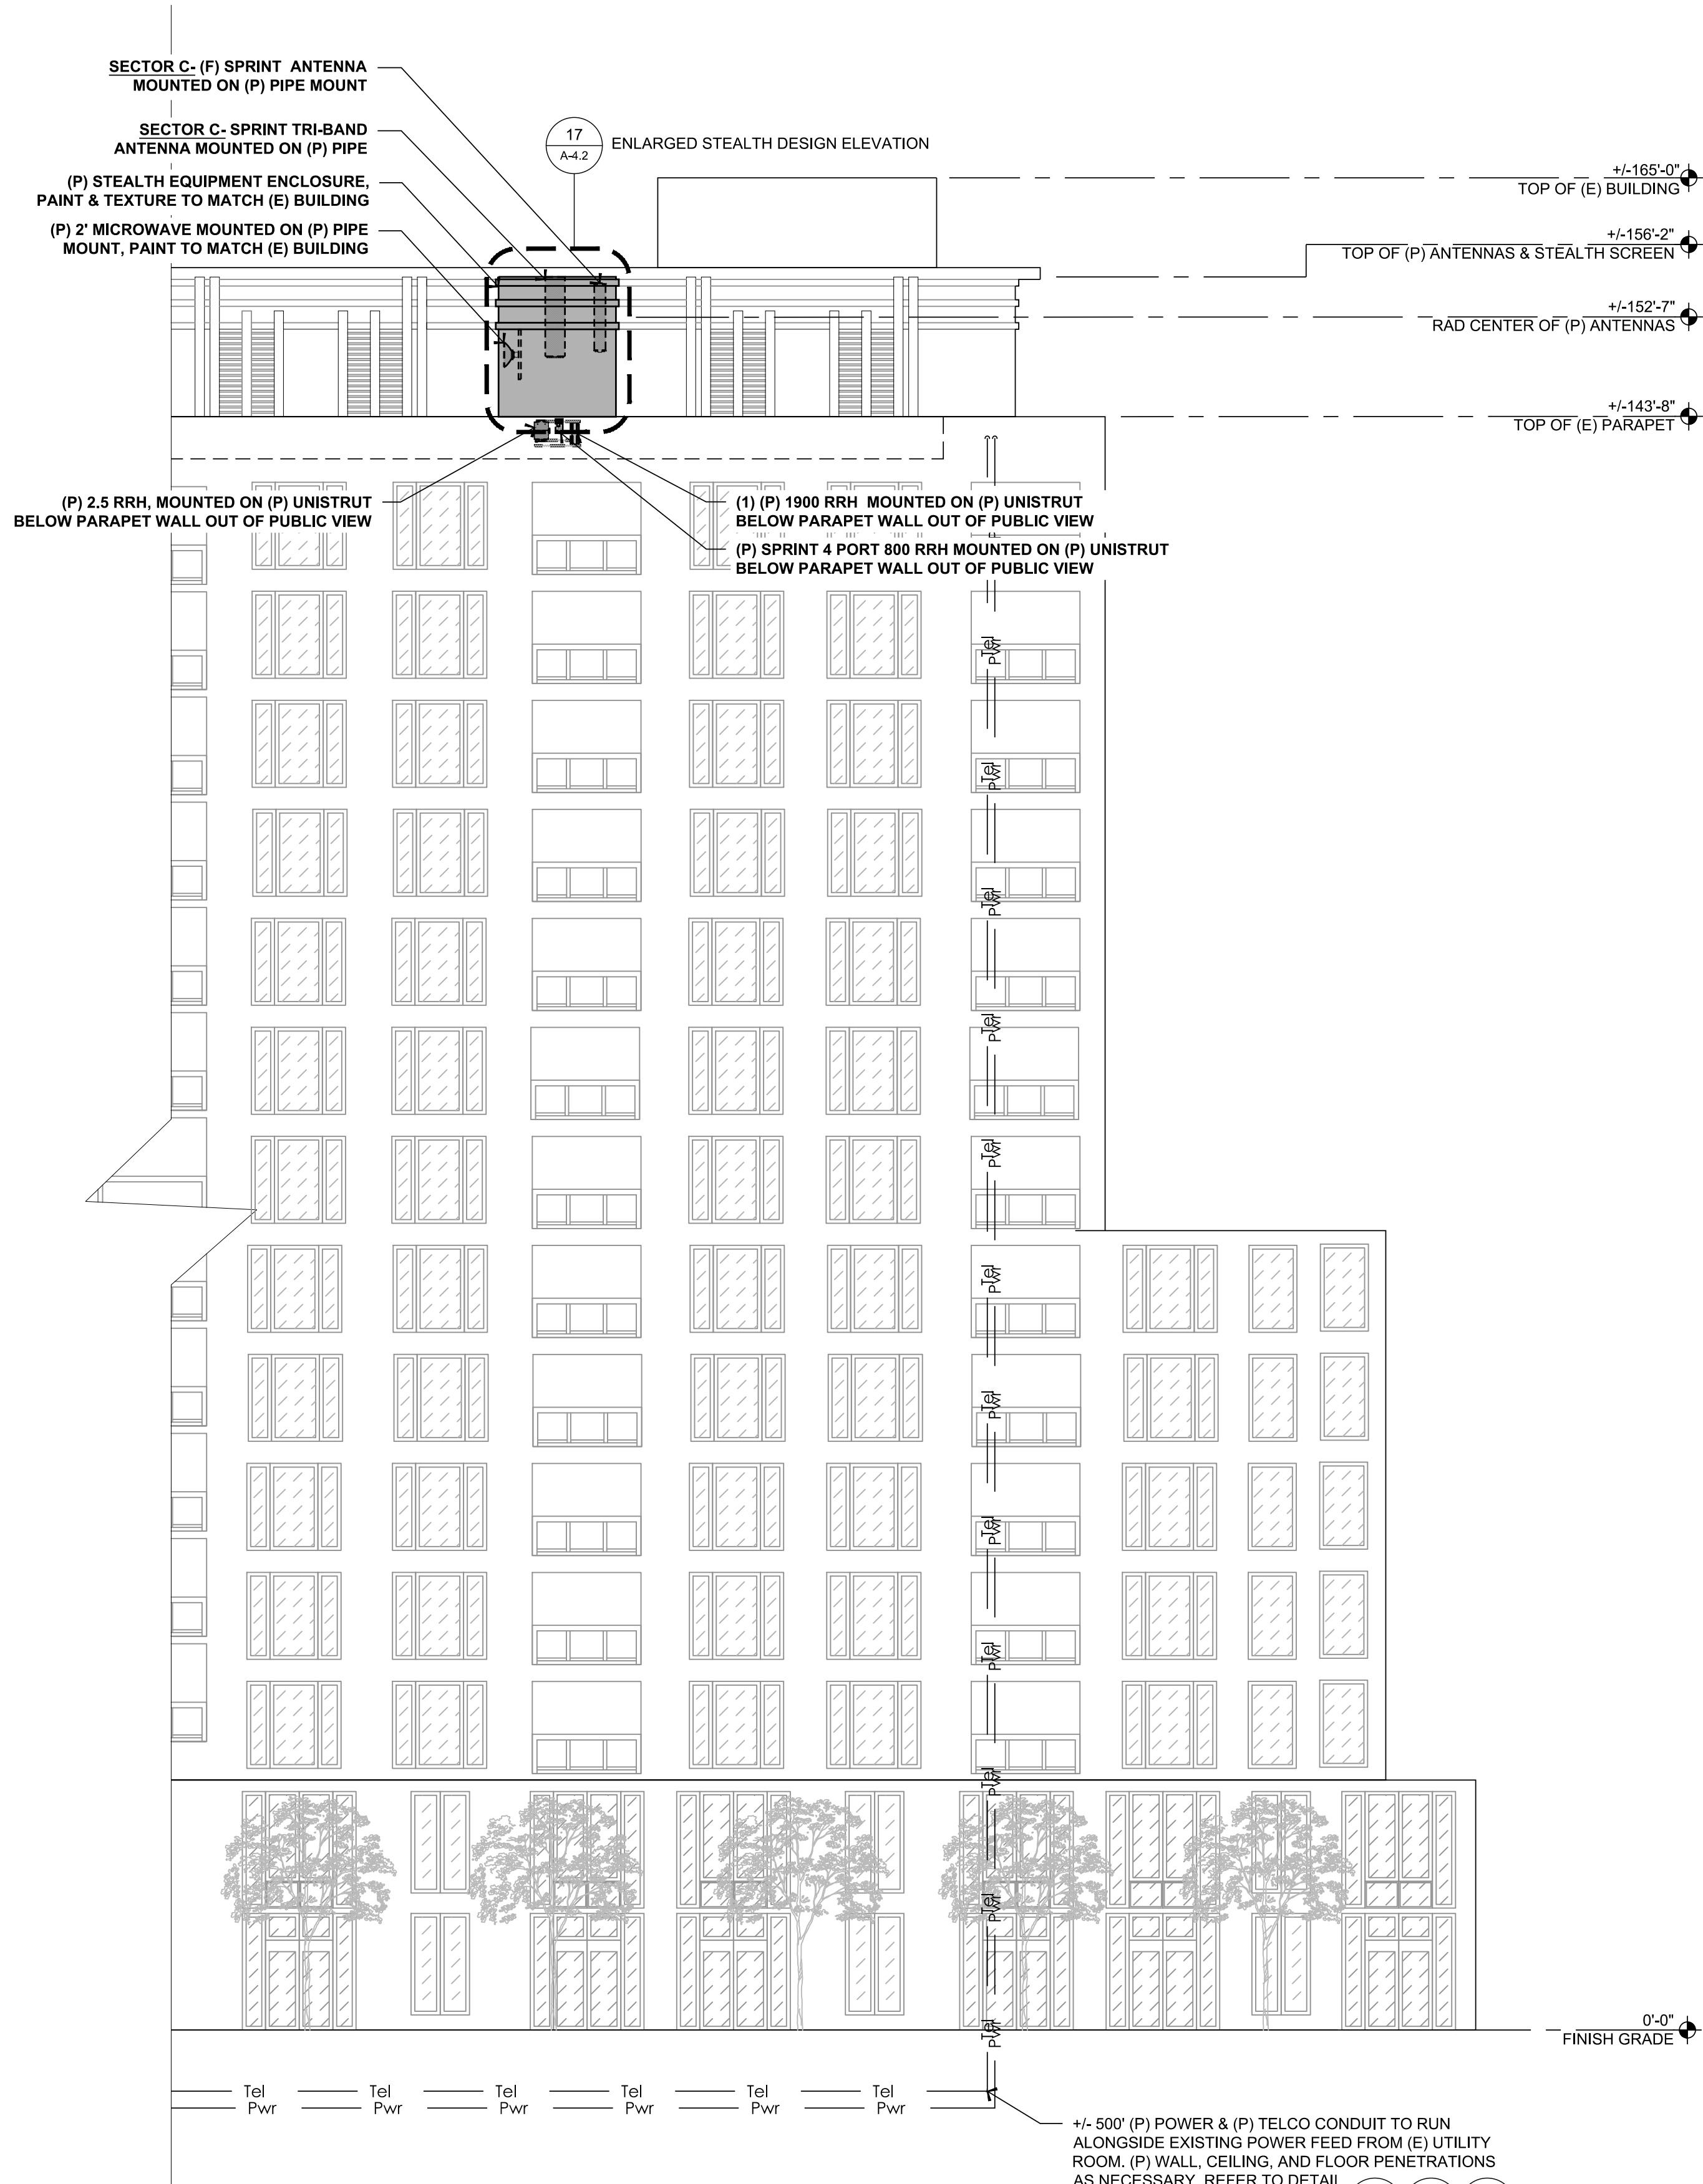 SECTOR C- (F) SPRINT ANTENNA
MOUNTED ON (P) PIPE MOUNT
SECTOR C- SPRINT TRI-BAND
ANTENNA MOUNTED ON (P) PIPE
(P) STEALTH EQUIPMENT ENCLOSURE,
PAINT & TEXTURE TO MATCH (E) BUILDING
(P) 2' MICROWAVE MOUNTED ON (P) PIPE
MOUNT, PAINT TO MATCH (E) BUILDING
17
A-4.2
ENLARGED STEALTH DESIGN ELEVATION
+/-165'-0"
TOP OF (E) BUILDING
+/-156'-2"
TOP OF (P) ANTENNAS & STEALTH SCREEN
+/-152'-7"
RAD CENTER OF (P) ANTENNAS
+/-143'-8"
TOP OF (E) PARAPET
(P) 2.5 RRH, MOUNTED ON (P) UNISTRUT
BELOW PARAPET WALL OUT OF PUBLIC VIEW
(1) (P) 1900 RRH MOUNTED ON (P) UNISTRUT
BELOW PARAPET WALL OUT OF PUBLIC VIEW
(P) SPRINT 4 PORT 800 RRH MOUNTED ON (P) UNISTRUT
BELOW PARAPET WALL OUT OF PUBLIC VIEW
Tel
Pwr
Tel
Pwr
Tel
Pwr
Tel
Pwr
Tel
Pwr
Tel
Pwr
Tel
Pwr
Tel
Pwr
Tel
Pwr
Tel
Pwr
Tel
Pwr
Tel
Pwr
0'-0"
FINISH GRADE
Tel Tel Tel Tel Tel Tel
Pwr Pwr Pwr Pwr Pwr Pwr
+/- 500' (P) POWER & (P) TELCO CONDUIT TO RUN
ALONGSIDE EXISTING POWER FEED FROM (E) UTILITY
ROOM. (P) WALL, CEILING, AND FLOOR PENETRATIONS
AS NECESSARY. REFER TO DETAIL